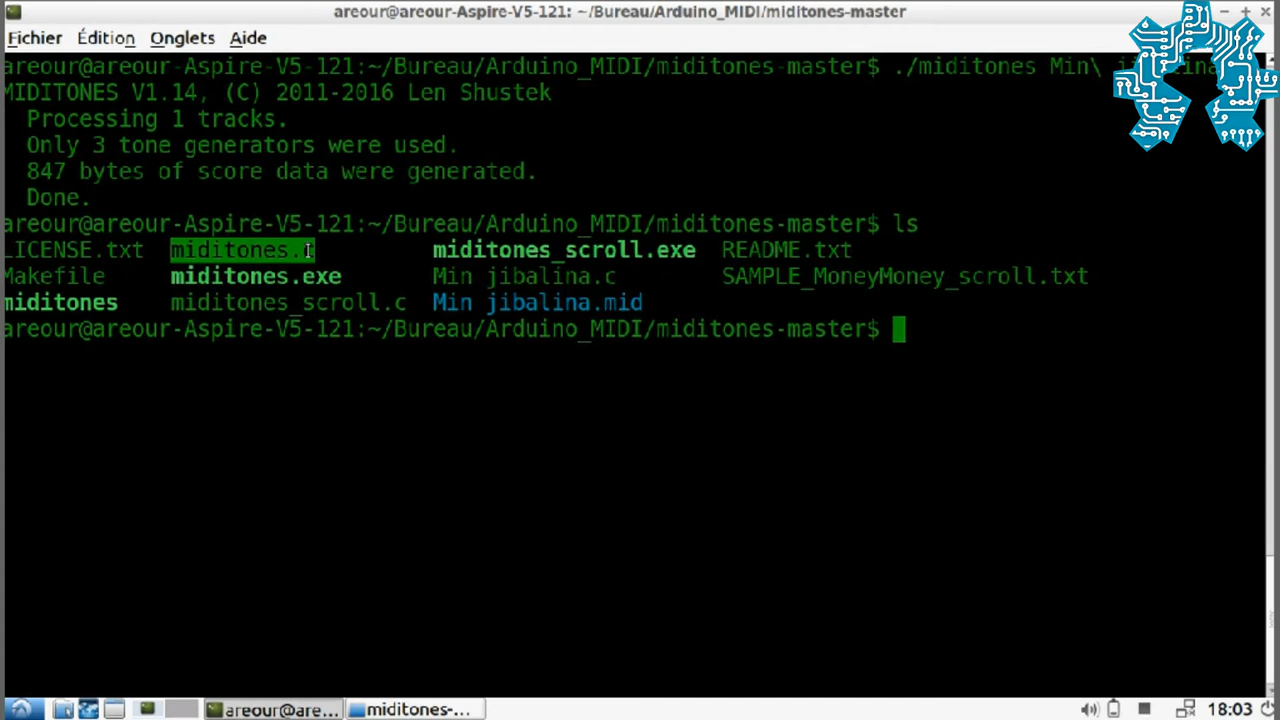 areour@areour-Aspire-V5-121: ~/Bureau/Arduino_MIDI/miditones-master
Fichier Édition Onglets Aide
areour@areour-Aspire-V5-121:~/Bureau/Arduino_MIDI/miditones-master$ ./miditones Min\ jibalina
MIDITONES V1.14, (C) 2011-2016 Len Shustek
Processing 1 tracks.
Only 3 tone generators were used.
847 bytes of score data were generated.
Done.
areour@areour-Aspire-V5-121:~/Bureau/Arduino_MIDI/miditones-master$ ls
LICENSE.txt miditones.c miditones_scroll.exe README.txt
Makefile miditones.exe Min jibalina.c SAMPLE_MoneyMoney_scroll.txt
miditones miditones_scroll.c Min jibalina.mid
areour@areour-Aspire-V5-121:~/Bureau/Arduino_MIDI/miditones-master$
areour@are... miditones-... 18:03